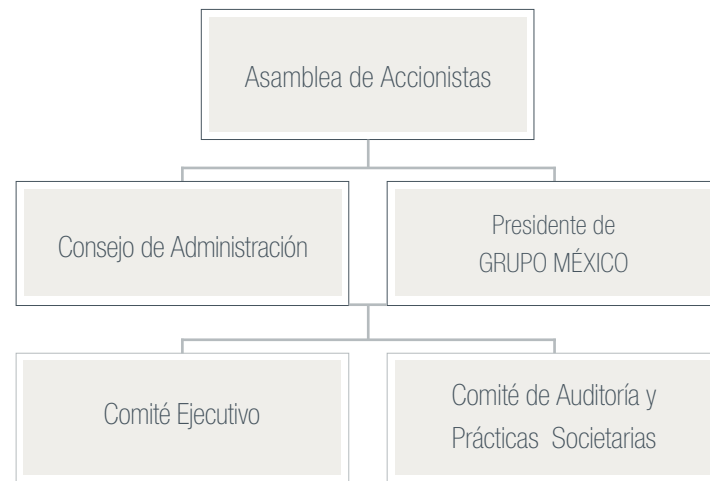 Asamblea de Accionistas
Consejo de Administración
Presidente de
GRUPO MÉXICO
Comité Ejecutivo
Comité de Auditoría y
Prácticas Societarias